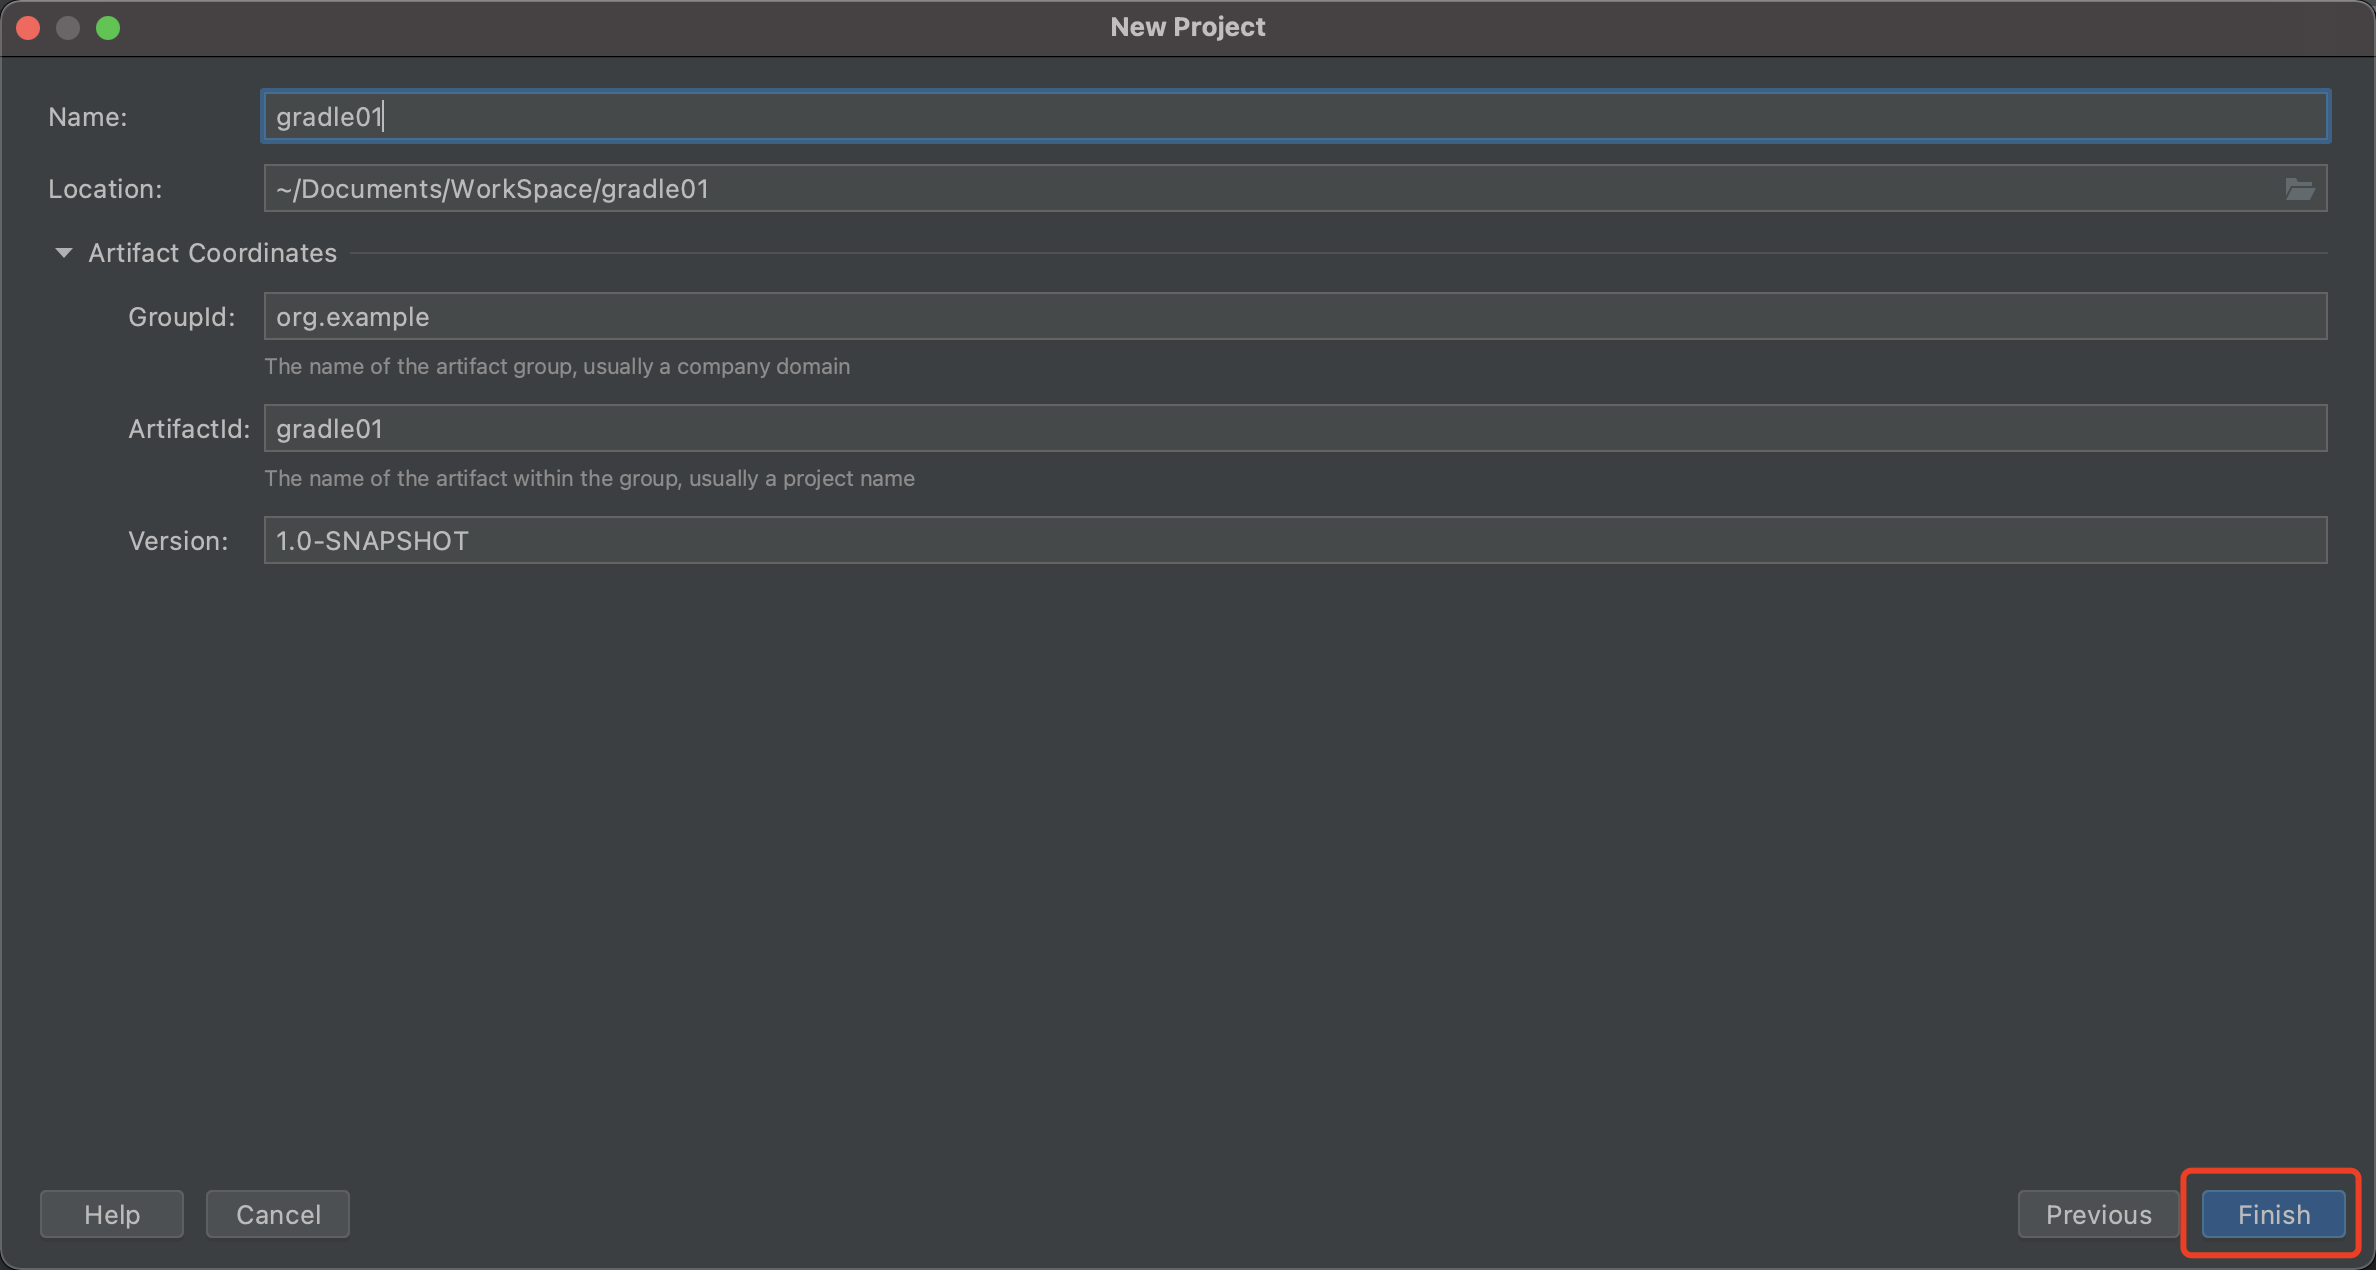 New Project
Name: gradle01
Location: ~/Documents/WorkSpace/gradle01
Artifact Coordinates
GroupId: org.example
The name of the artifact group, usually a company domain
ArtifactId: gradle01
The name of the artifact within the group, usually a project name
Version: 1.0-SNAPSHOT
Help Cancel Previous Finish